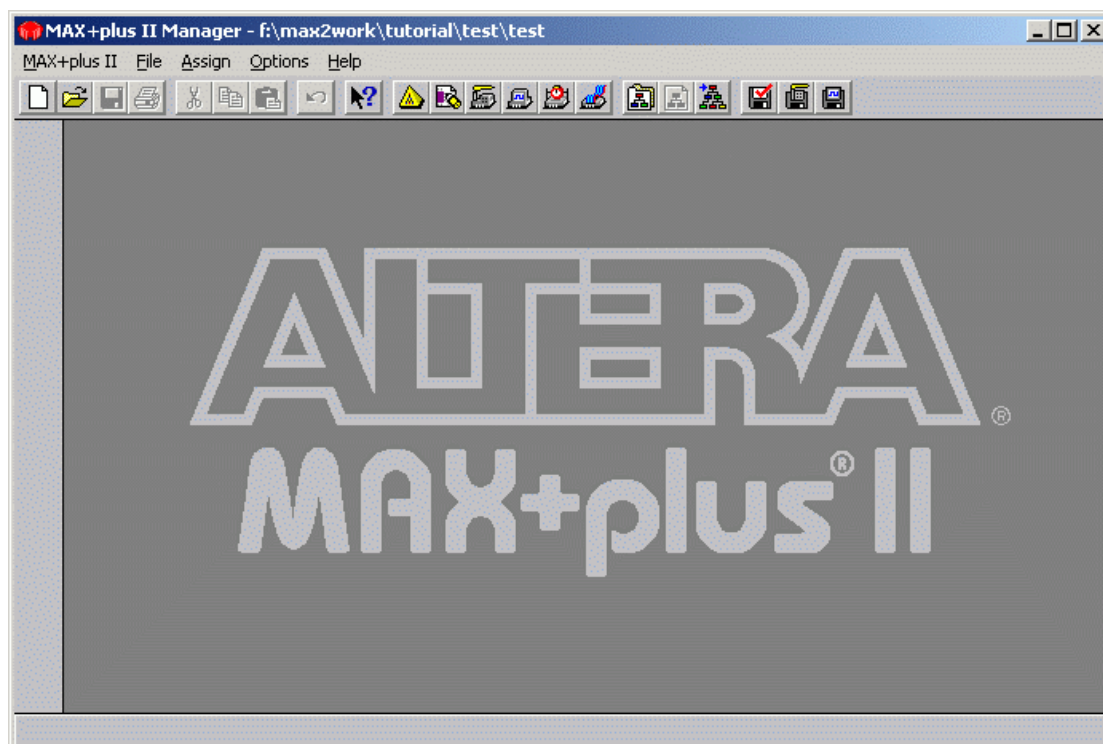 MAX+plus II Manager - f:\max2work\tutorial\test\test
MAX+plus II File Assign Options Help
ALTERA®
MAX+plus® II